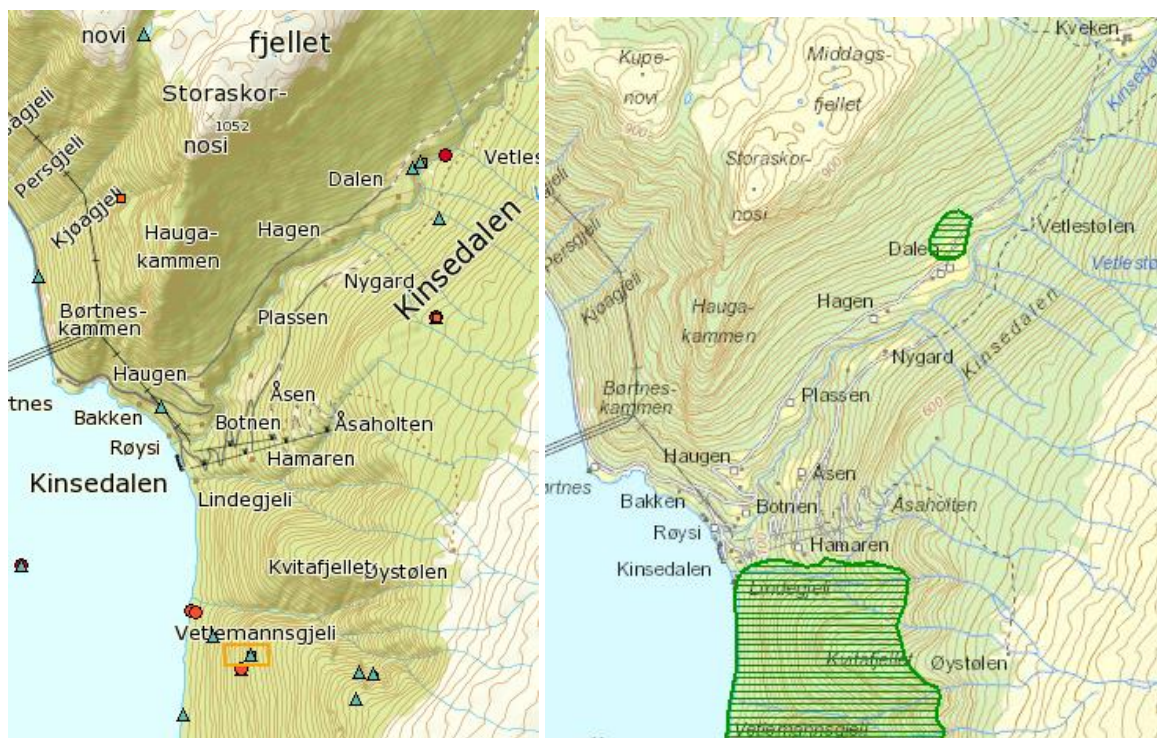 novi
fjellet
Storaskor-
1052
nosi
Persgjeli
Kjøagjeli
Hauga-
kammen
Dalen
Hagen
Kinsedalen
Nygard
Børtnes-
kammen
Plassen
Haugen
Åsen
Bakken
Botnen
Åsaholten
Røysi
Hamaren
Kinsedalen
Lindegjeli
Kvitafjellet
Øystølen
Vetlemannsgjeli
Kveken
Kupe-
novi
Middags-
fjellet
900
900
Storaskor-
nosi
Persgjeli
Kjøagjeli
Dalen
Vetlestølen
Hagen
Hauga-
kammen
Nygard
Kinsedalen
Børtnes-
kammen
Plassen
600
Haugen
Åsen
Bakken
Botnen
Åsaholten
Røysi
Hamaren
Kinsedalen
Lindegjeli
Kvitafjellet
Øystølen
Vetlemannsgjeli